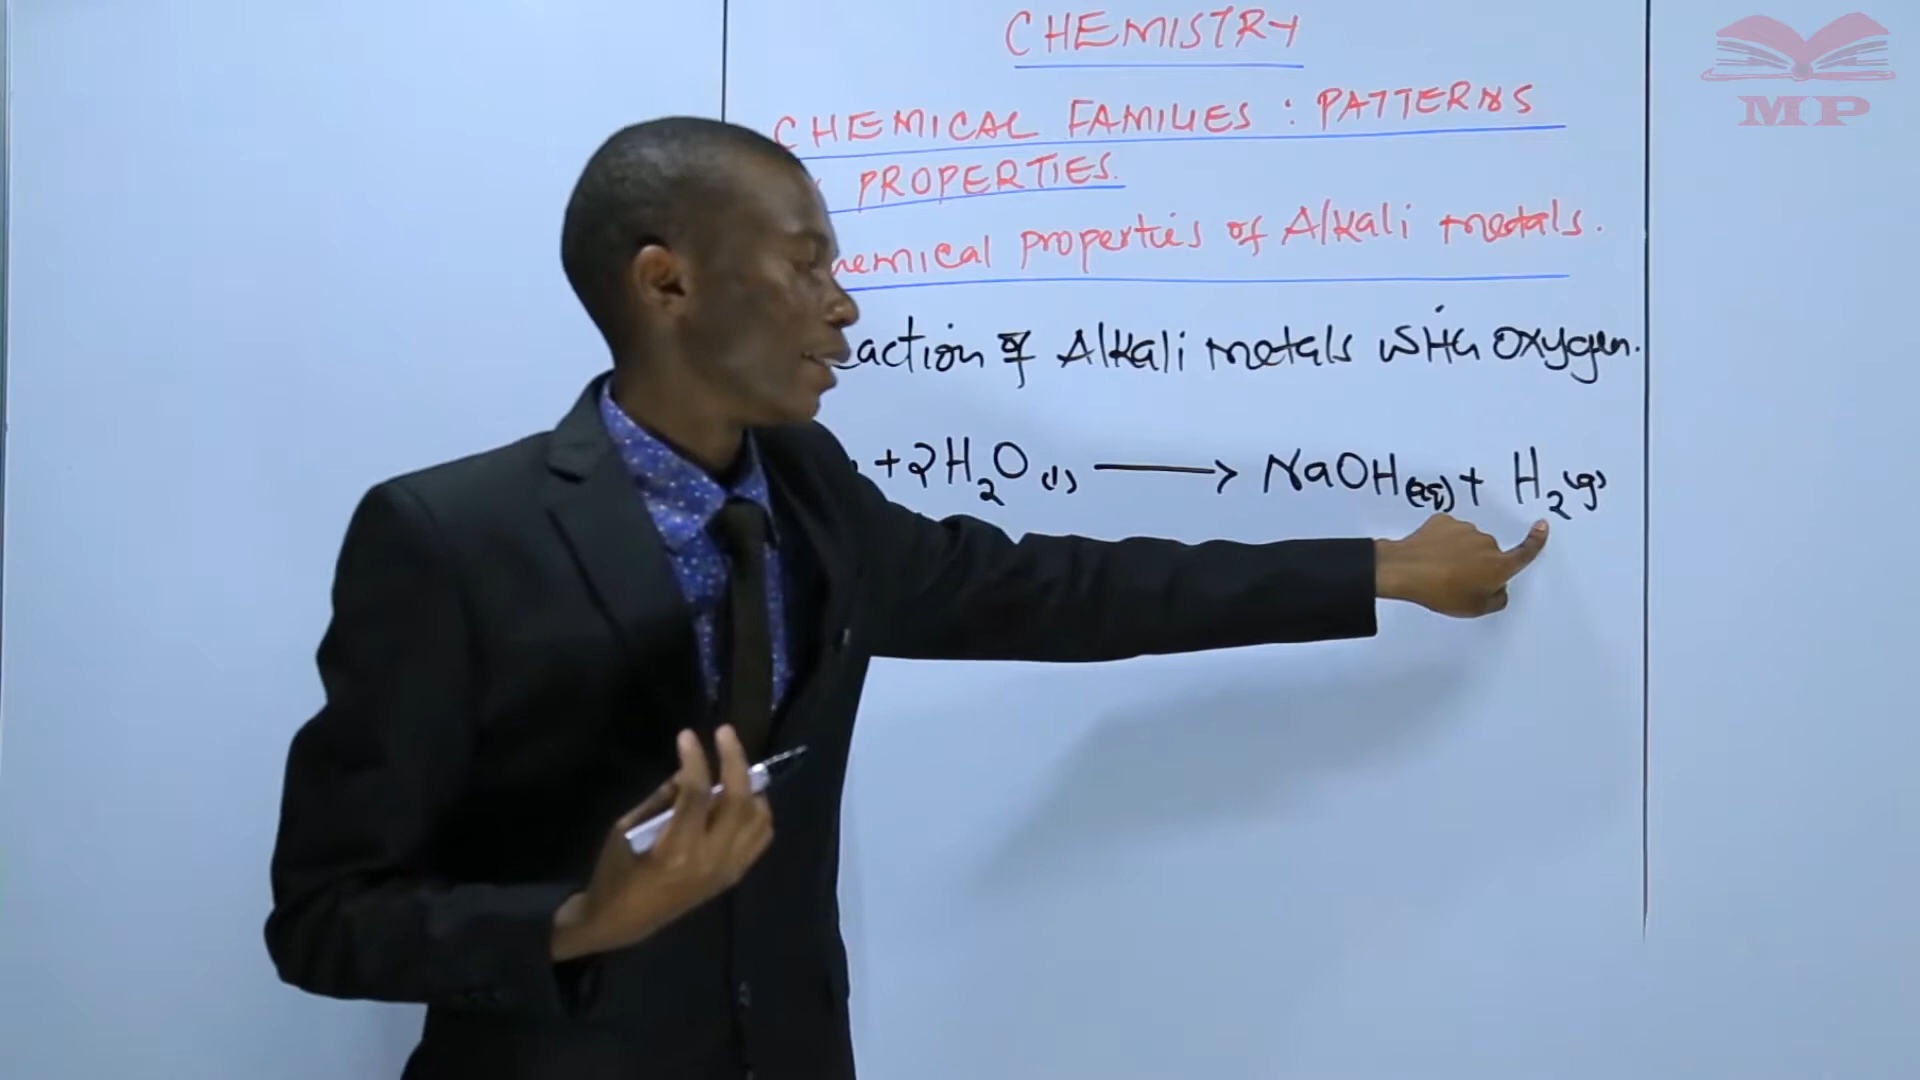 CHEMISTRY
CHEMICAL FAMILIES : PATTERNS
PROPERTIES.
chemical properties of Alkali metals.
Reaction of Alkali metals with oxygen.
+ 2H₂O(l) → NaOH(aq) + H₂(g)
MP